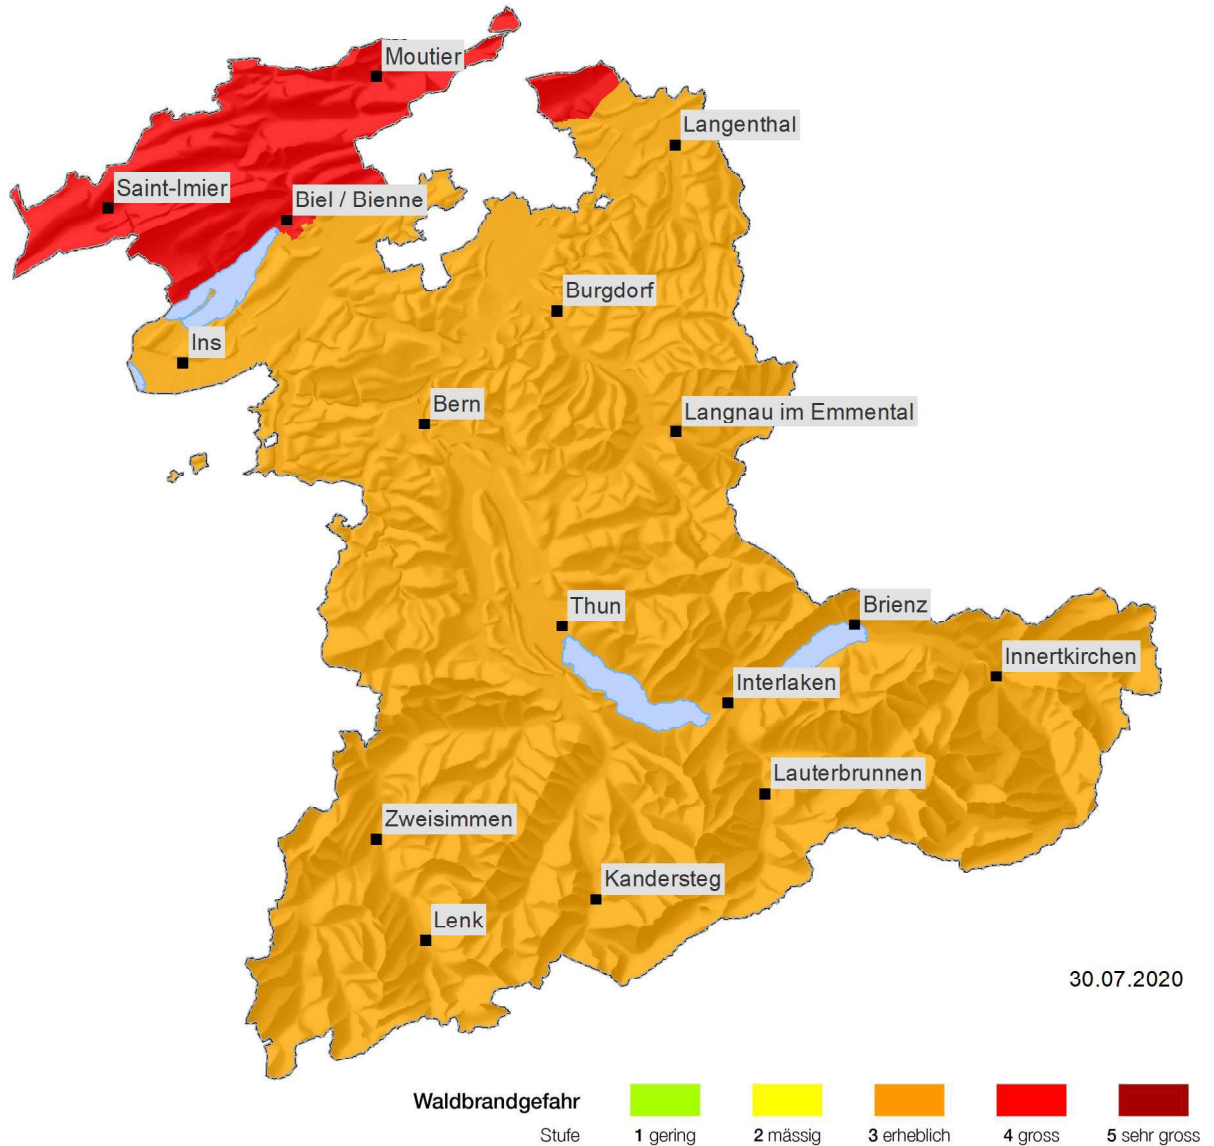 Moutier
Langenthal
Saint-Imier
Biel / Bienne
Burgdorf
Ins
Bern
Langnau im Emmental
Thun
Brienz
Innertkirchen
Interlaken
Lauterbrunnen
Zweisimmen
Kandersteg
Lenk
30.07.2020
Waldbrandgefahr
Stufe 1 gering 2 mässig 3 erheblich 4 gross 5 sehr gross